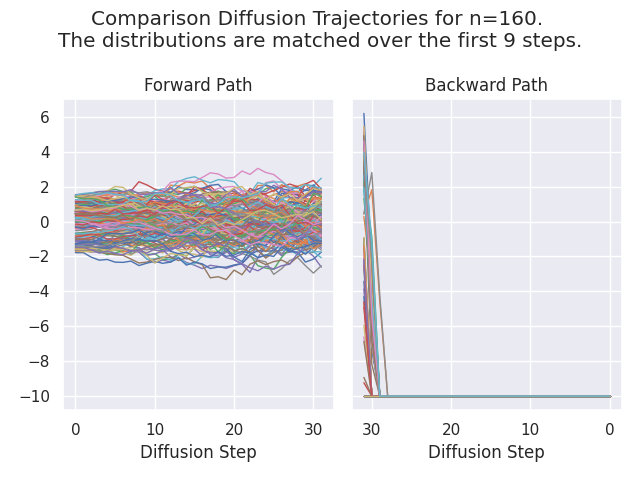 Comparison Diffusion Trajectories for n=160.
The distributions are matched over the first 9 steps.
Forward Path
Backward Path
6
4
2
0
−2
−4
−6
−8
−10
0 10 20 30
30 20 10 0
Diffusion Step
Diffusion Step